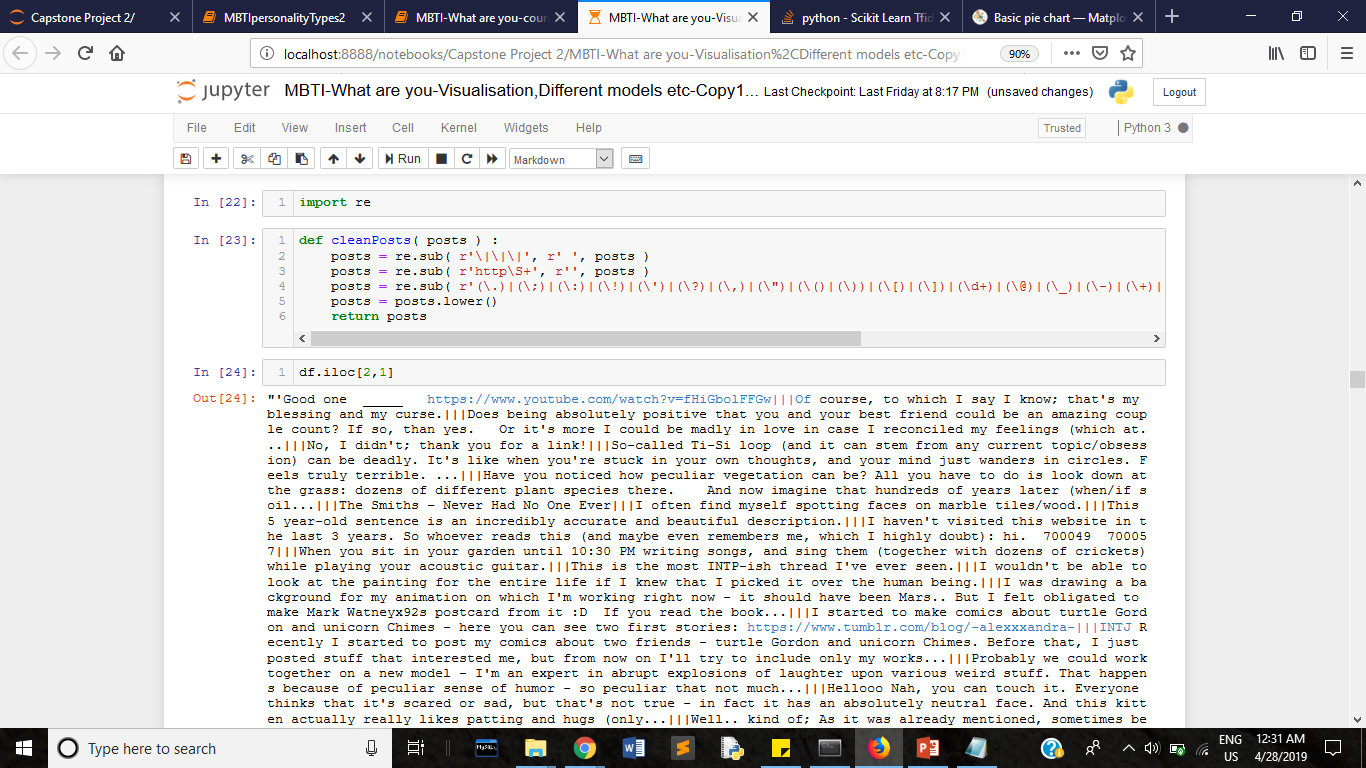 Capstone Project 2/
MBTIpersonalityTypes2
MBTI-What are you-coun
MBTI-What are you-Visua
python - Scikit Learn Tfid
Basic pie chart — Matplo
localhost:8888/notebooks/Capstone Project 2/MBTI-What are you-Visualisation%2CDifferent models etc-Copy
90%
jupyter MBTI-What are you-Visualisation,Different models etc-Copy1... Last Checkpoint: Last Friday at 8:17 PM (unsaved changes)
Logout
File Edit View Insert Cell Kernel Widgets Help
Trusted
Python 3
Run
Markdown
In [22]: 1 import re
In [23]: 1 def cleanPosts( posts ) :
2 posts = re.sub( r'\|\|\|', r' ', posts )
3 posts = re.sub( r'http\S+', r'', posts )
4 posts = re.sub( r'(\.)|(\;)|(\:)|(\!)|(\')|(\?)|(\,)|(\")|(\()|(\))|(\[)|(\])|(\d+)|(\@)|(\_)|(\-)|(\+)|
5 posts = posts.lower()
6 return posts
In [24]: 1 df.iloc[2,1]
Out[24]: "'Good one _____ https://www.youtube.com/watch?v=fHiGbolFFGw|||Of course, to which I say I know; that's my
blessing and my curse.|||Does being absolutely positive that you and your best friend could be an amazing coup
le count? If so, than yes. Or it's more I could be madly in love in case I reconciled my feelings (which at.
..|||No, I didn't; thank you for a link!|||So-called Ti-Si loop (and it can stem from any current topic/obsess
ion) can be deadly. It's like when you're stuck in your own thoughts, and your mind just wanders in circles. F
eels truly terrible. ...|||Have you noticed how peculiar vegetation can be? All you have to do is look down at
the grass: dozens of different plant species there. And now imagine that hundreds of years later (when/if s
oil...|||The Smiths – Never Had No One Ever|||I often find myself spotting faces on marble tiles/wood.|||This
5 year-old sentence is an incredibly accurate and beautiful description.|||I haven't visited this website in t
he last 3 years. So whoever reads this (and maybe even remembers me, which I highly doubt): hi. 700049 70005
7|||When you sit in your garden until 10:30 PM writing songs, and sing them (together with dozens of crickets)
while playing your acoustic guitar.|||This is the most INTP-ish thread I've ever seen.|||I wouldn't be able to
look at the painting for the entire life if I knew that I picked it over the human being.|||I was drawing a ba
ckground for my animation on which I'm working right now - it should have been Mars.. But I felt obligated to
make Mark Watneyx92s postcard from it :D If you read the book...|||I started to make comics about turtle Gord
on and unicorn Chimes - here you can see two first stories: https://www.tumblr.com/blog/-alexxxandra-|||INTJ R
ecently I started to post my comics about two friends - turtle Gordon and unicorn Chimes. Before that, I just
posted stuff that interested me, but from now on I'll try to include only my works...|||Probably we could work
together on a new model - I'm an expert in abrupt explosions of laughter upon various weird stuff. That happen
s because of peculiar sense of humor - so peculiar that not much...|||Hellooo Nah, you can touch it. Everyone
thinks that it's scared or sad, but that's not true - in fact it has an absolutely neutral face. And this kitt
en actually really likes patting and hugs (only...|||Well.. kind of; As it was already mentioned, sometimes be
Type here to search
ENG
US
12:31 AM
4/28/2019